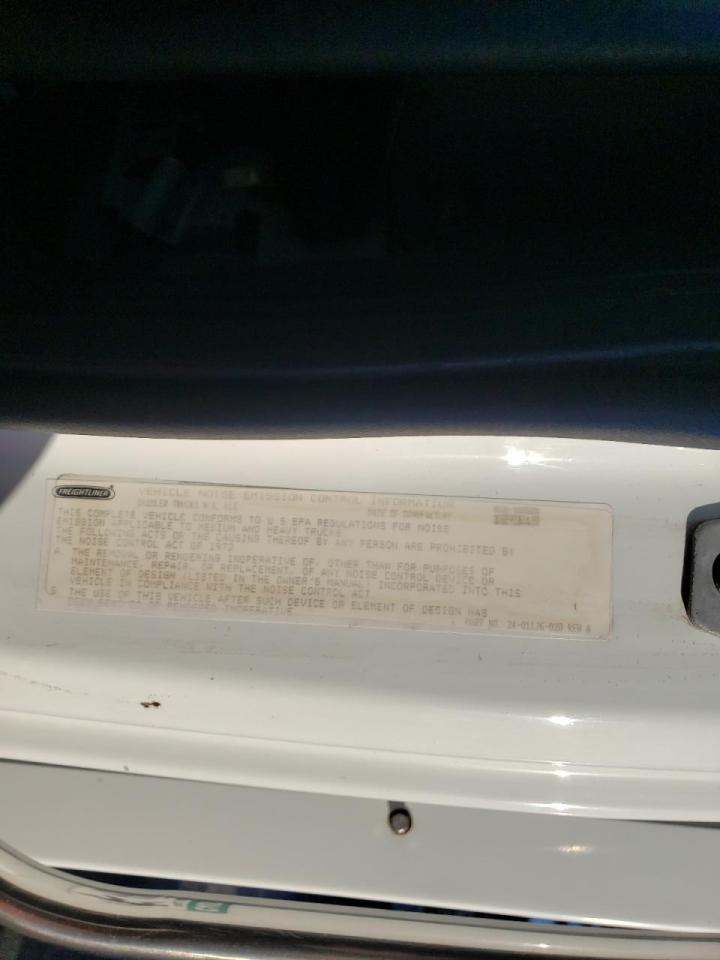 FREIGHTLINER
VEHICLE NOISE EMISSION CONTROL INFORMATION
DAIMLER TRUCKS N.A. LLC DATE OF MANUFACTURE
THIS COMPLETE VEHICLE CONFORMS TO U.S EPA REGULATIONS FOR NOISE
EMISSION APPLICABLE TO MEDIUM AND HEAVY TRUCKS.
THE FOLLOWING ACTS OR THE CAUSING THEREOF BY ANY PERSON ARE PROHIBITED BY
THE NOISE CONTROL ACT OF 1972
A. THE REMOVAL OR RENDERING INOPERATIVE OF, OTHER THAN FOR PURPOSES OF
MAINTENANCE, REPAIR, OR REPLACEMENT, OF ANY NOISE CONTROL DEVICE OR
ELEMENT OF DESIGN (LISTED IN THE OWNER'S MANUAL) INCORPORATED INTO THIS
VEHICLE IN COMPLIANCE WITH THE NOISE CONTROL ACT
THE USE OF THIS VEHICLE AFTER SUCH DEVICE OR ELEMENT OF DESIGN HAS
BEEN REMOVED OR RENDERED INOPERATIVE
PART NO. 24-01176-020 REV A